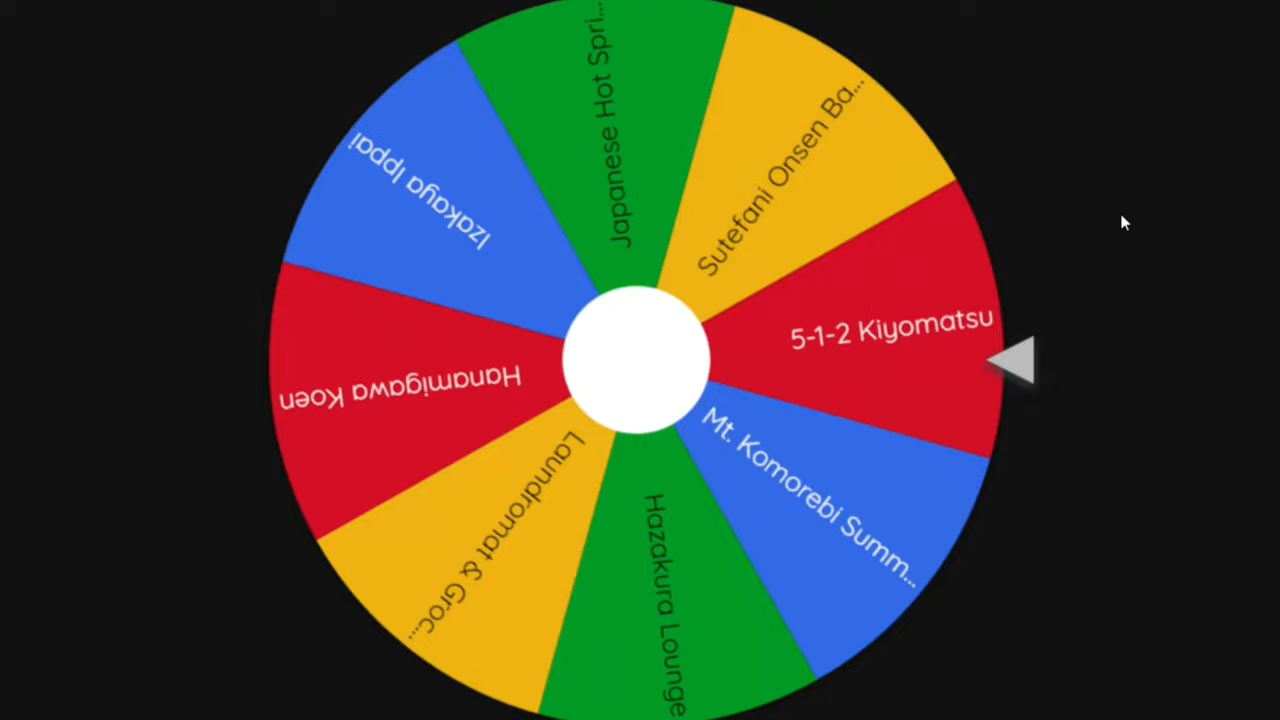 Japanese Hot Spri...
Sutefani Onsen Ba...
5-1-2 Kiyomatsu
Mt. Komorebi Summ...
Hazakura Lounge
Laundromat & Groc...
Hanamigawa Koen
Izakaya Ippai